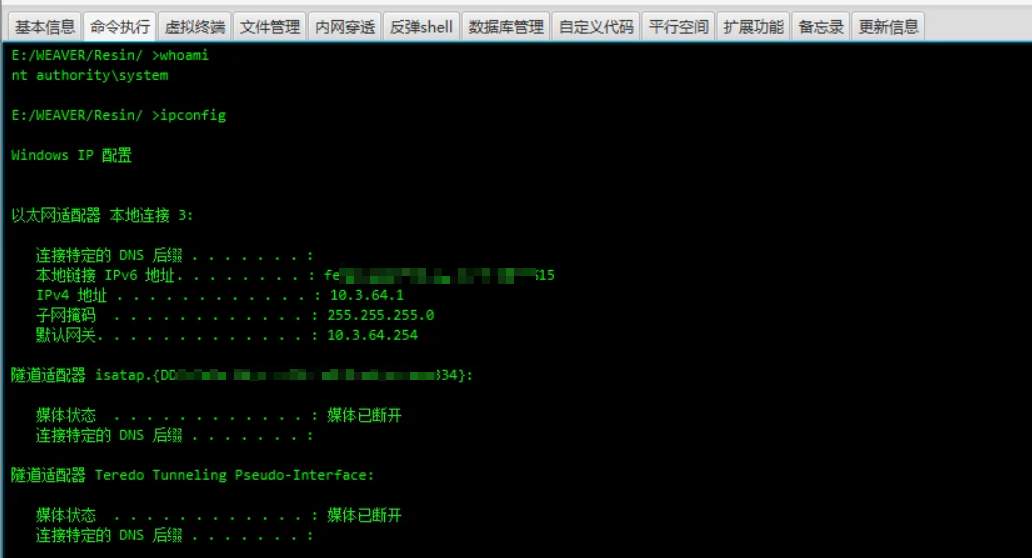 基本信息 命令执行 虚拟终端 文件管理 内网穿透 反弹shell 数据库管理 自定义代码 平行空间 扩展功能 备忘录 更新信息
E:/WEAVER/Resin/ >whoami
nt authority\system
E:/WEAVER/Resin/ >ipconfig
Windows IP 配置
以太网适配器 本地连接 3:
连接特定的 DNS 后缀 . . . . . . . :
本地链接 IPv6 地址. . . . . . . . : fe 615
IPv4 地址 . . . . . . . . . . . . : 10.3.64.1
子网掩码  . . . . . . . . . . . . : 255.255.255.0
默认网关. . . . . . . . . . . . . : 10.3.64.254
隧道适配器 isatap.{DD 334}:
媒体状态  . . . . . . . . . . . . : 媒体已断开
连接特定的 DNS 后缀 . . . . . . . :
隧道适配器 Teredo Tunneling Pseudo-Interface:
媒体状态  . . . . . . . . . . . . : 媒体已断开
连接特定的 DNS 后缀 . . . . . . . :